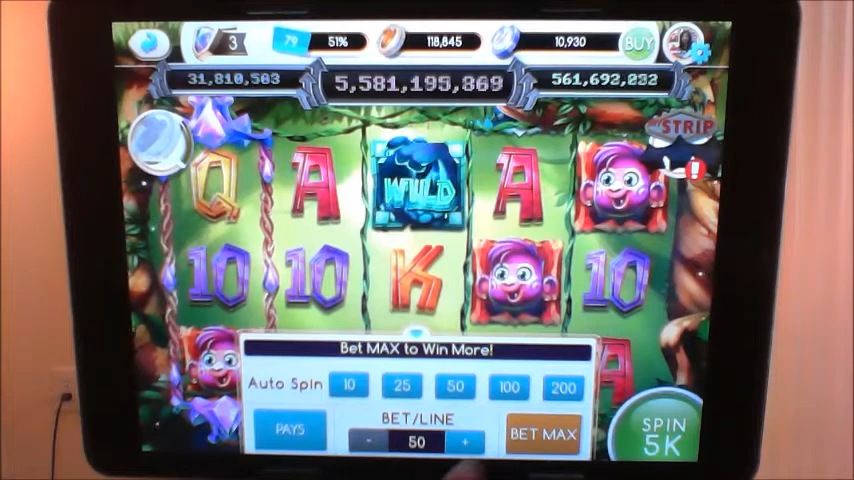 3 79 51% 118,845 10,930 BUY
31,810,503 5,581,195,869 561,692,032
STRIP
Q A WULD A
10 10 K 10
A
Bet MAX to Win More!
Auto Spin 10 25 50 100 200
BET/LINE
PAYS - 50 + BET MAX
SPIN
5K